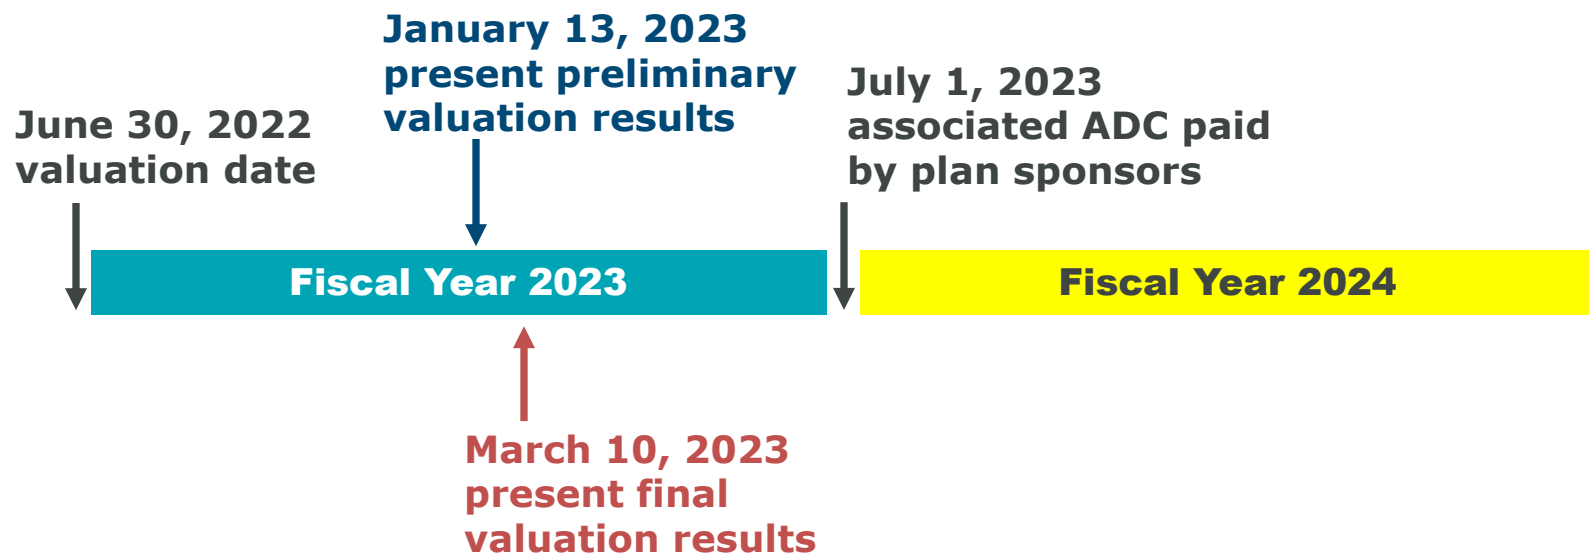 January 13, 2023
present preliminary
valuation results
June 30, 2022
valuation date
July 1, 2023
associated ADC paid
by plan sponsors
Fiscal Year 2023
Fiscal Year 2024
March 10, 2023
present final
valuation results